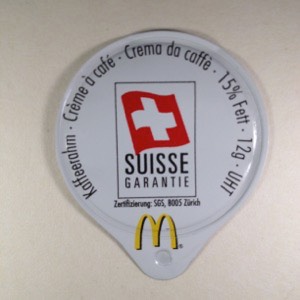 Kaffeerahm · Crème à café · Crema da caffè · 15% Fett · 12g · UHT
SUISSE
GARANTIE
Zertifizierung: SGS, 8005 Zürich
M®